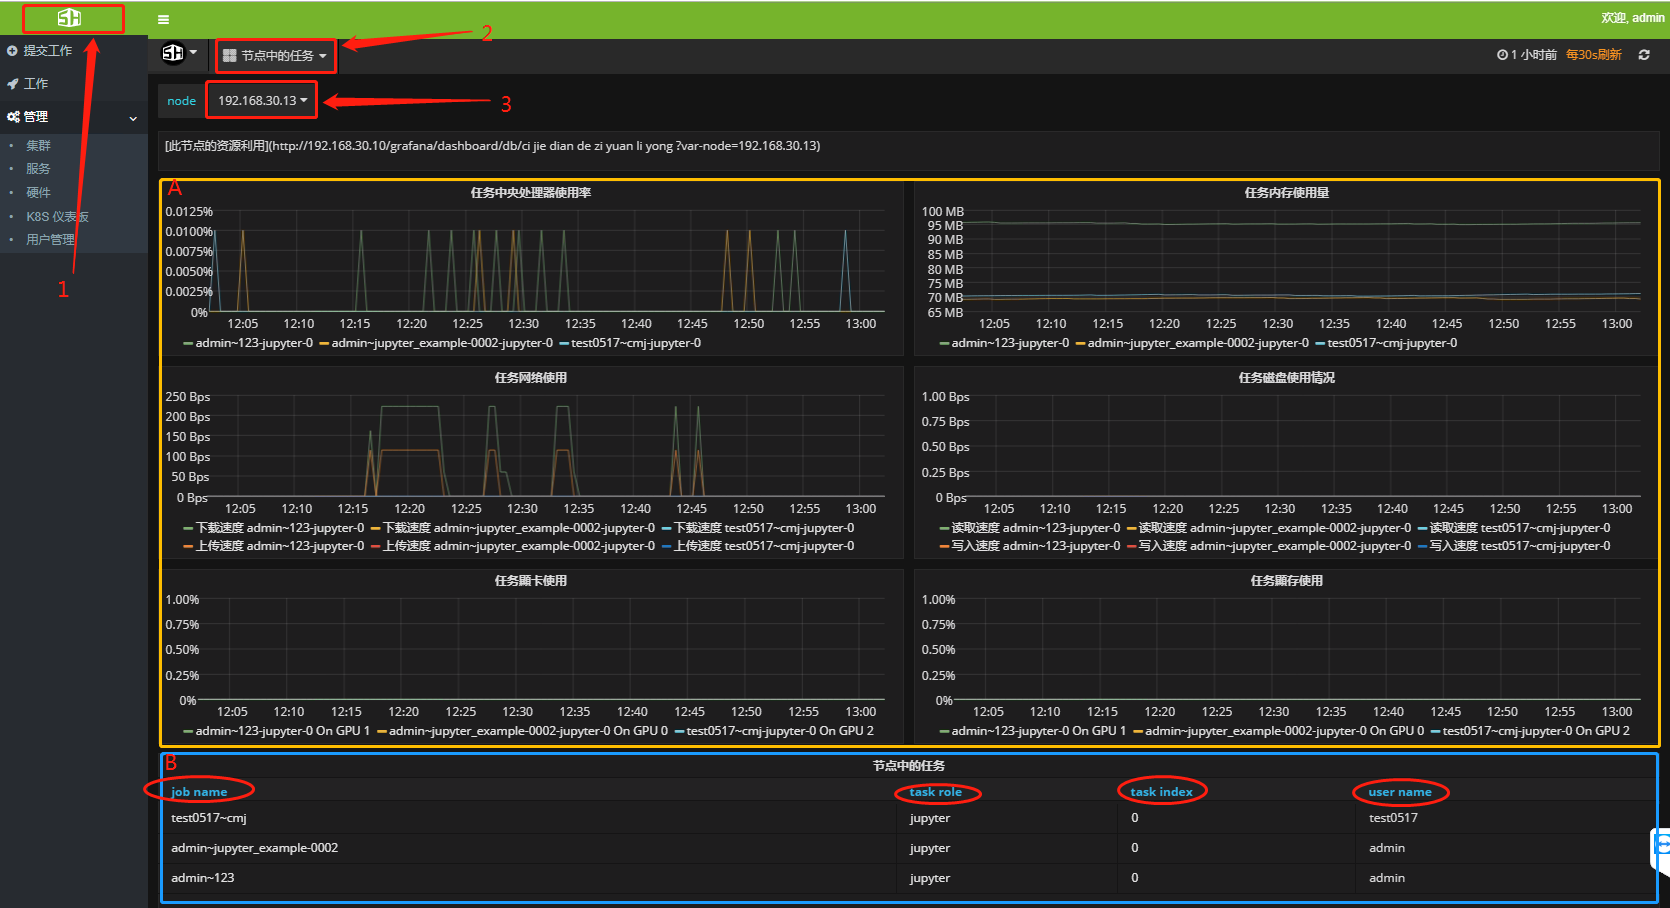 SH
欢迎, admin
提交工作
工作
管理
集群
服务
硬件
K8S 仪表板
用户管理
1
SH
节点中的任务
2
1 小时前 每30s刷新
node 192.168.30.13
3
[此节点的资源利用](http://192.168.30.10/grafana/dashboard/db/ci jie dian de zi yuan li yong ?var-node=192.168.30.13)
A
任务中央处理器使用率
0.0125%
0.0100%
0.0075%
0.0050%
0.0025%
0%
12:05 12:10 12:15 12:20 12:25 12:30 12:35 12:40 12:45 12:50 12:55 13:00
admin~123-jupyter-0 admin~jupyter_example-0002-jupyter-0 test0517~cmj-jupyter-0
任务内存使用量
100 MB
95 MB
90 MB
85 MB
80 MB
75 MB
70 MB
65 MB
12:05 12:10 12:15 12:20 12:25 12:30 12:35 12:40 12:45 12:50 12:55 13:00
admin~123-jupyter-0 admin~jupyter_example-0002-jupyter-0 test0517~cmj-jupyter-0
任务网络使用
250 Bps
200 Bps
150 Bps
100 Bps
50 Bps
0 Bps
12:05 12:10 12:15 12:20 12:25 12:30 12:35 12:40 12:45 12:50 12:55 13:00
下载速度 admin~123-jupyter-0 下载速度 admin~jupyter_example-0002-jupyter-0 下载速度 test0517~cmj-jupyter-0
上传速度 admin~123-jupyter-0 上传速度 admin~jupyter_example-0002-jupyter-0 上传速度 test0517~cmj-jupyter-0
任务磁盘使用情况
1.00 Bps
0.75 Bps
0.50 Bps
0.25 Bps
0 Bps
12:05 12:10 12:15 12:20 12:25 12:30 12:35 12:40 12:45 12:50 12:55 13:00
读取速度 admin~123-jupyter-0 读取速度 admin~jupyter_example-0002-jupyter-0 读取速度 test0517~cmj-jupyter-0
写入速度 admin~123-jupyter-0 写入速度 admin~jupyter_example-0002-jupyter-0 写入速度 test0517~cmj-jupyter-0
任务顯卡使用
1.00%
0.75%
0.50%
0.25%
0%
12:05 12:10 12:15 12:20 12:25 12:30 12:35 12:40 12:45 12:50 12:55 13:00
admin~123-jupyter-0 On GPU 1 admin~jupyter_example-0002-jupyter-0 On GPU 0 test0517~cmj-jupyter-0 On GPU 2
任务顯存使用
1.00%
0.75%
0.50%
0.25%
0%
12:05 12:10 12:15 12:20 12:25 12:30 12:35 12:40 12:45 12:50 12:55 13:00
admin~123-jupyter-0 On GPU 1 admin~jupyter_example-0002-jupyter-0 On GPU 0 test0517~cmj-jupyter-0 On GPU 2
B
节点中的任务
job name task role task index user name
test0517~cmj jupyter 0 test0517
admin~jupyter_example-0002 jupyter 0 admin
admin~123 jupyter 0 admin